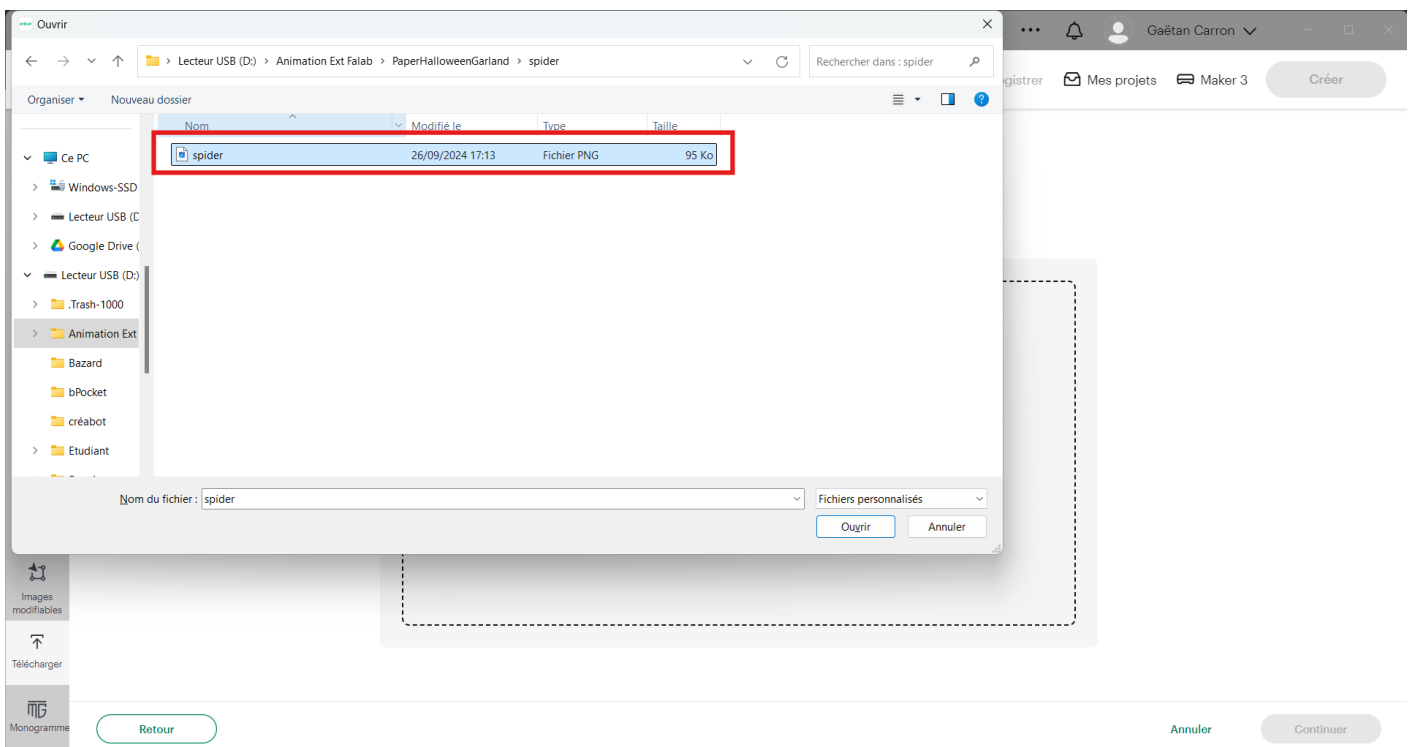 cricut Ouvrir
Gaëtan Carron
> Lecteur USB (D:) > Animation Ext Falab > PaperHalloweenGarland > spider
Rechercher dans : spider
gistrer
Mes projets
Maker 3
Créer
Organiser
Nouveau dossier
Nom
Modifié le
Type
Taille
spider
26/09/2024 17:13
Fichier PNG
95 Ko
Ce PC
Windows-SSD
Lecteur USB (D
Google Drive (
Lecteur USB (D:)
.Trash-1000
Animation Ext
Bazard
bPocket
créabot
Etudiant
Nom du fichier : spider
Fichiers personnalisés
Ouvrir
Annuler
Images
modifiables
Télécharger
MG
Monogramme
Retour
Annuler
Continuer